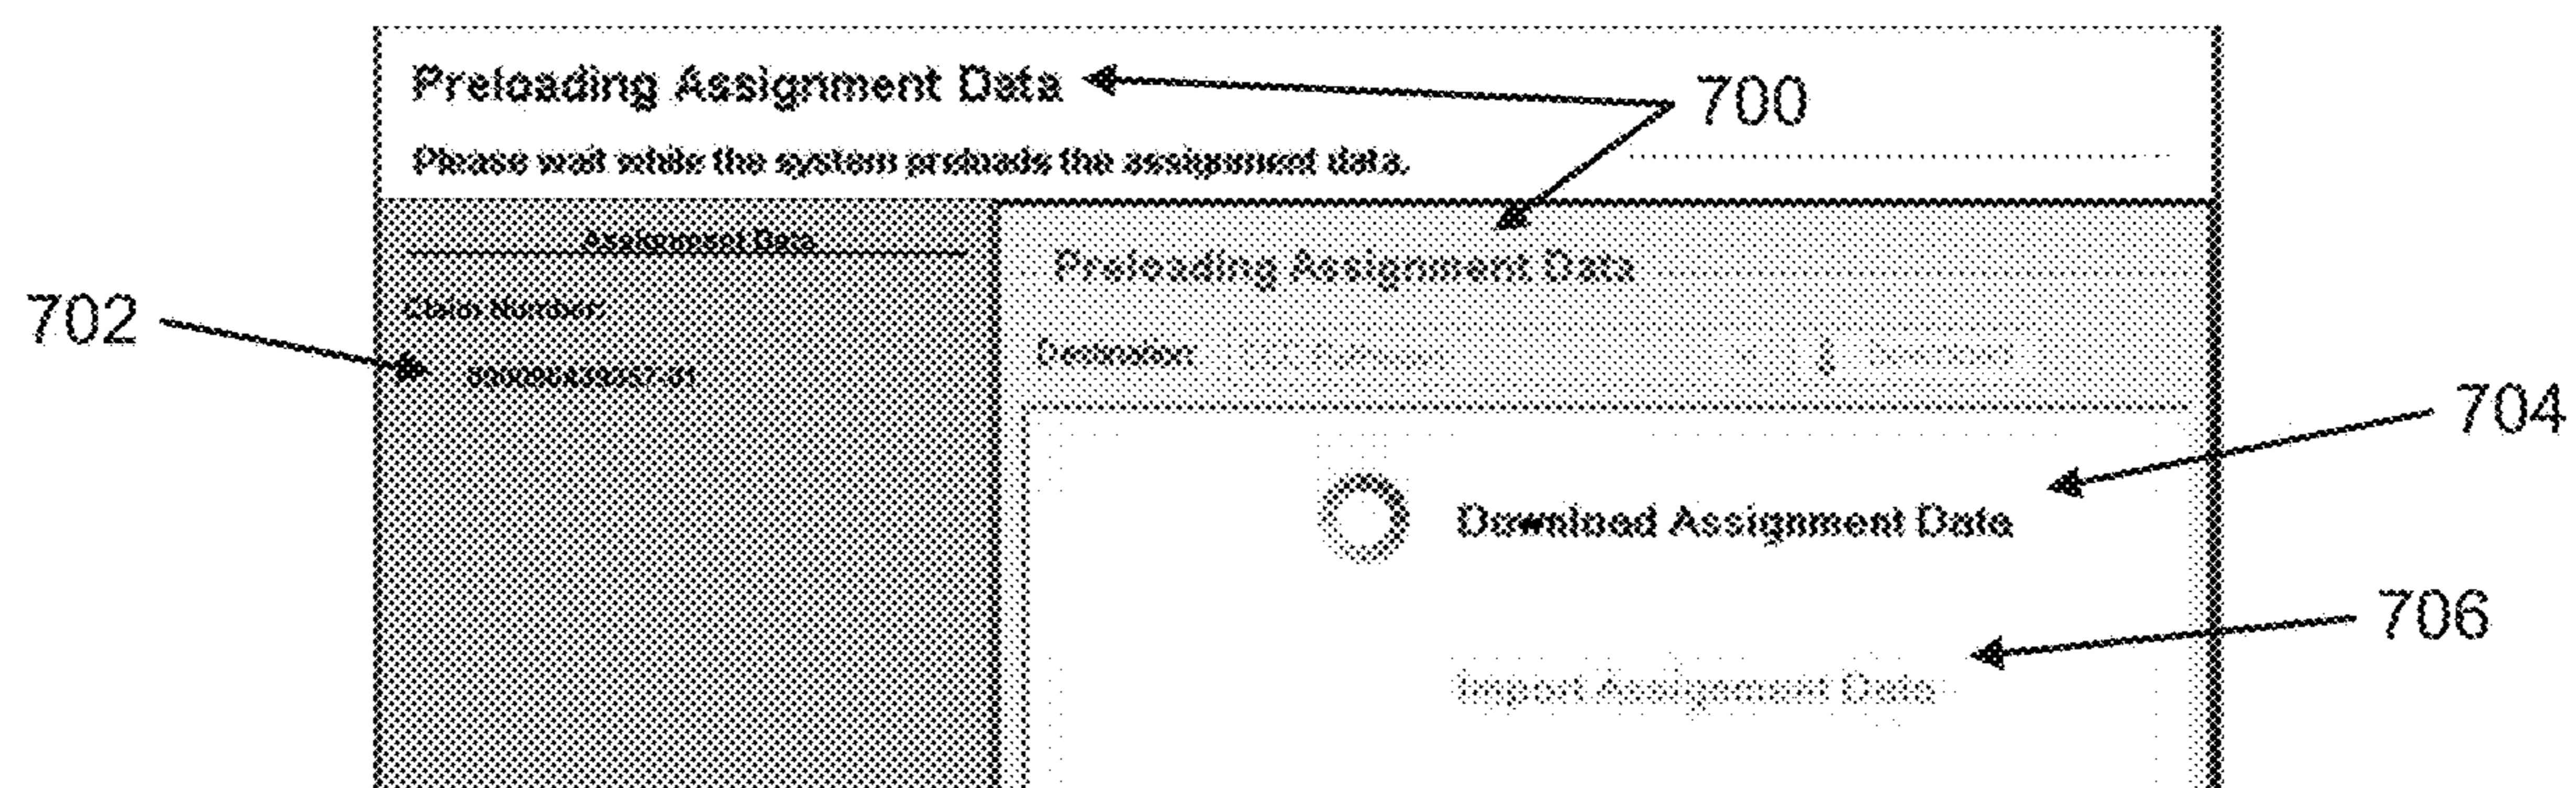 Preloading Assignment Data
700
Please wait while the system preloads the assignment data.
Assignment Data
Preloading Assignment Data
702
Claim Number:
Destination
704
Download Assignment Data
706
Import Assignment Data